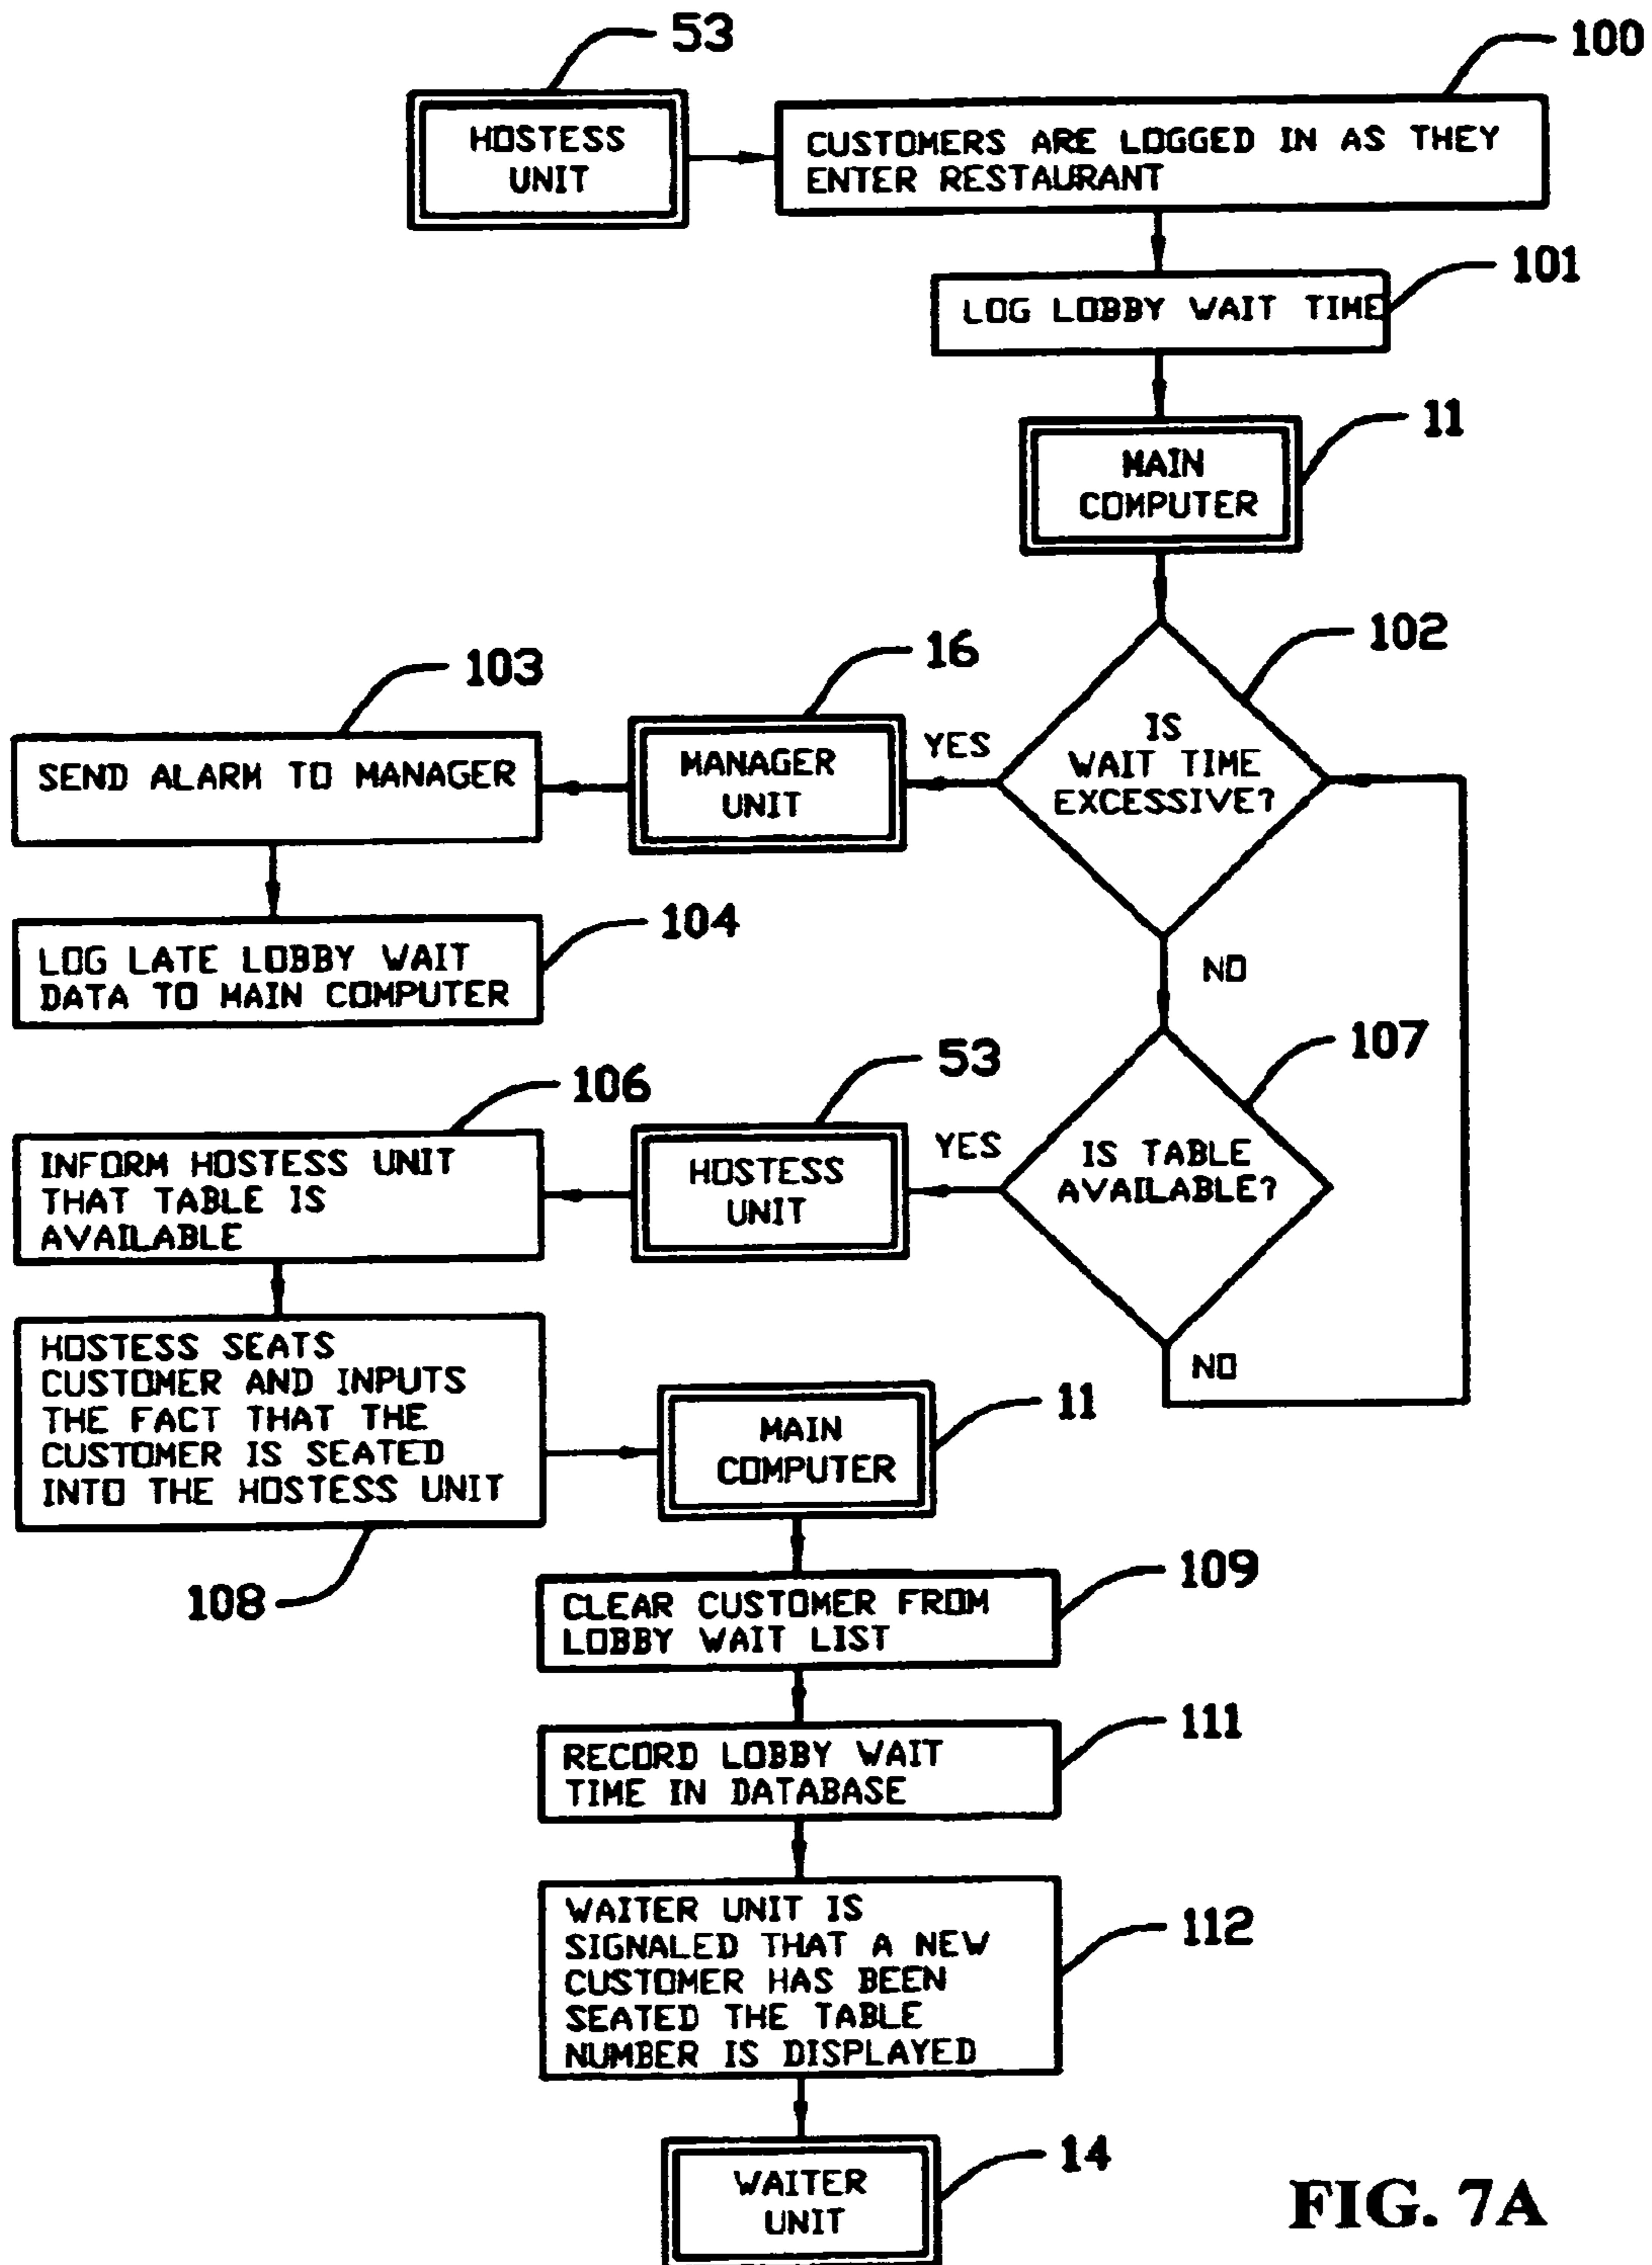 53
100
HOSTESS
UNIT
CUSTOMERS ARE LOGGED IN AS THEY
ENTER RESTAURANT
101
LOG LOBBY WAIT TIME
11
MAIN
COMPUTER
102
IS
WAIT TIME
EXCESSIVE?
YES
16
MANAGER
UNIT
103
SEND ALARM TO MANAGER
104
LOG LATE LOBBY WAIT
DATA TO MAIN COMPUTER
NO
107
IS TABLE
AVAILABLE?
YES
53
HOSTESS
UNIT
106
INFORM HOSTESS UNIT
THAT TABLE IS
AVAILABLE
NO
HOSTESS SEATS
CUSTOMER AND INPUTS
THE FACT THAT THE
CUSTOMER IS SEATED
INTO THE HOSTESS UNIT
108
11
MAIN
COMPUTER
109
CLEAR CUSTOMER FROM
LOBBY WAIT LIST
111
RECORD LOBBY WAIT
TIME IN DATABASE
112
WAITER UNIT IS
SIGNALED THAT A NEW
CUSTOMER HAS BEEN
SEATED THE TABLE
NUMBER IS DISPLAYED
14
WAITER
UNIT
FIG. 7A